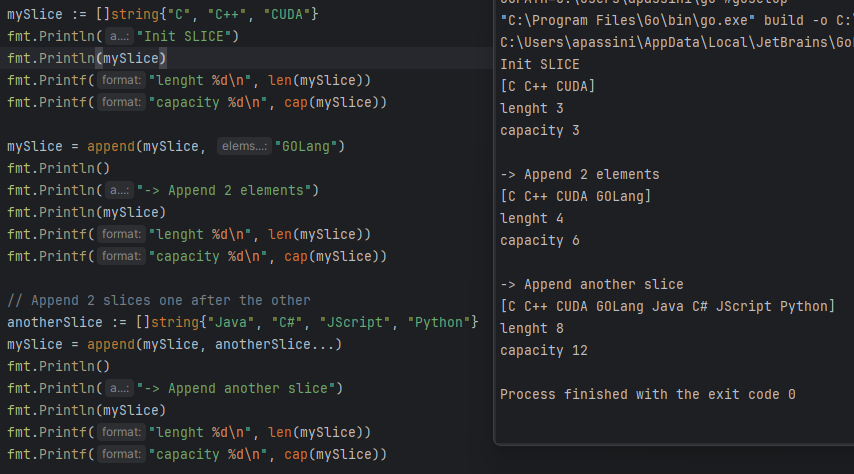 mySlice := []string{"C", "C++", "CUDA"}
fmt.Println(a...: "Init SLICE")
fmt.Println(mySlice)
fmt.Printf(format: "lenght %d\n", len(mySlice))
fmt.Printf(format: "capacity %d\n", cap(mySlice))

mySlice = append(mySlice, elems...: "GOLang")
fmt.Println()
fmt.Println(a...: "-> Append 2 elements")
fmt.Println(mySlice)
fmt.Printf(format: "lenght %d\n", len(mySlice))
fmt.Printf(format: "capacity %d\n", cap(mySlice))

// Append 2 slices one after the other
anotherSlice := []string{"Java", "C#", "JScript", "Python"}
mySlice = append(mySlice, anotherSlice...)
fmt.Println()
fmt.Println(a...: "-> Append another slice")
fmt.Println(mySlice)
fmt.Printf(format: "lenght %d\n", len(mySlice))
fmt.Printf(format: "capacity %d\n", cap(mySlice))

"C:\Program Files\Go\bin\go.exe" build -o C:
C:\Users\apassini\AppData\Local\JetBrains\Go
Init SLICE
[C C++ CUDA]
lenght 3
capacity 3

-> Append 2 elements
[C C++ CUDA GOLang]
lenght 4
capacity 6

-> Append another slice
[C C++ CUDA GOLang Java C# JScript Python]
lenght 8
capacity 12

Process finished with the exit code 0